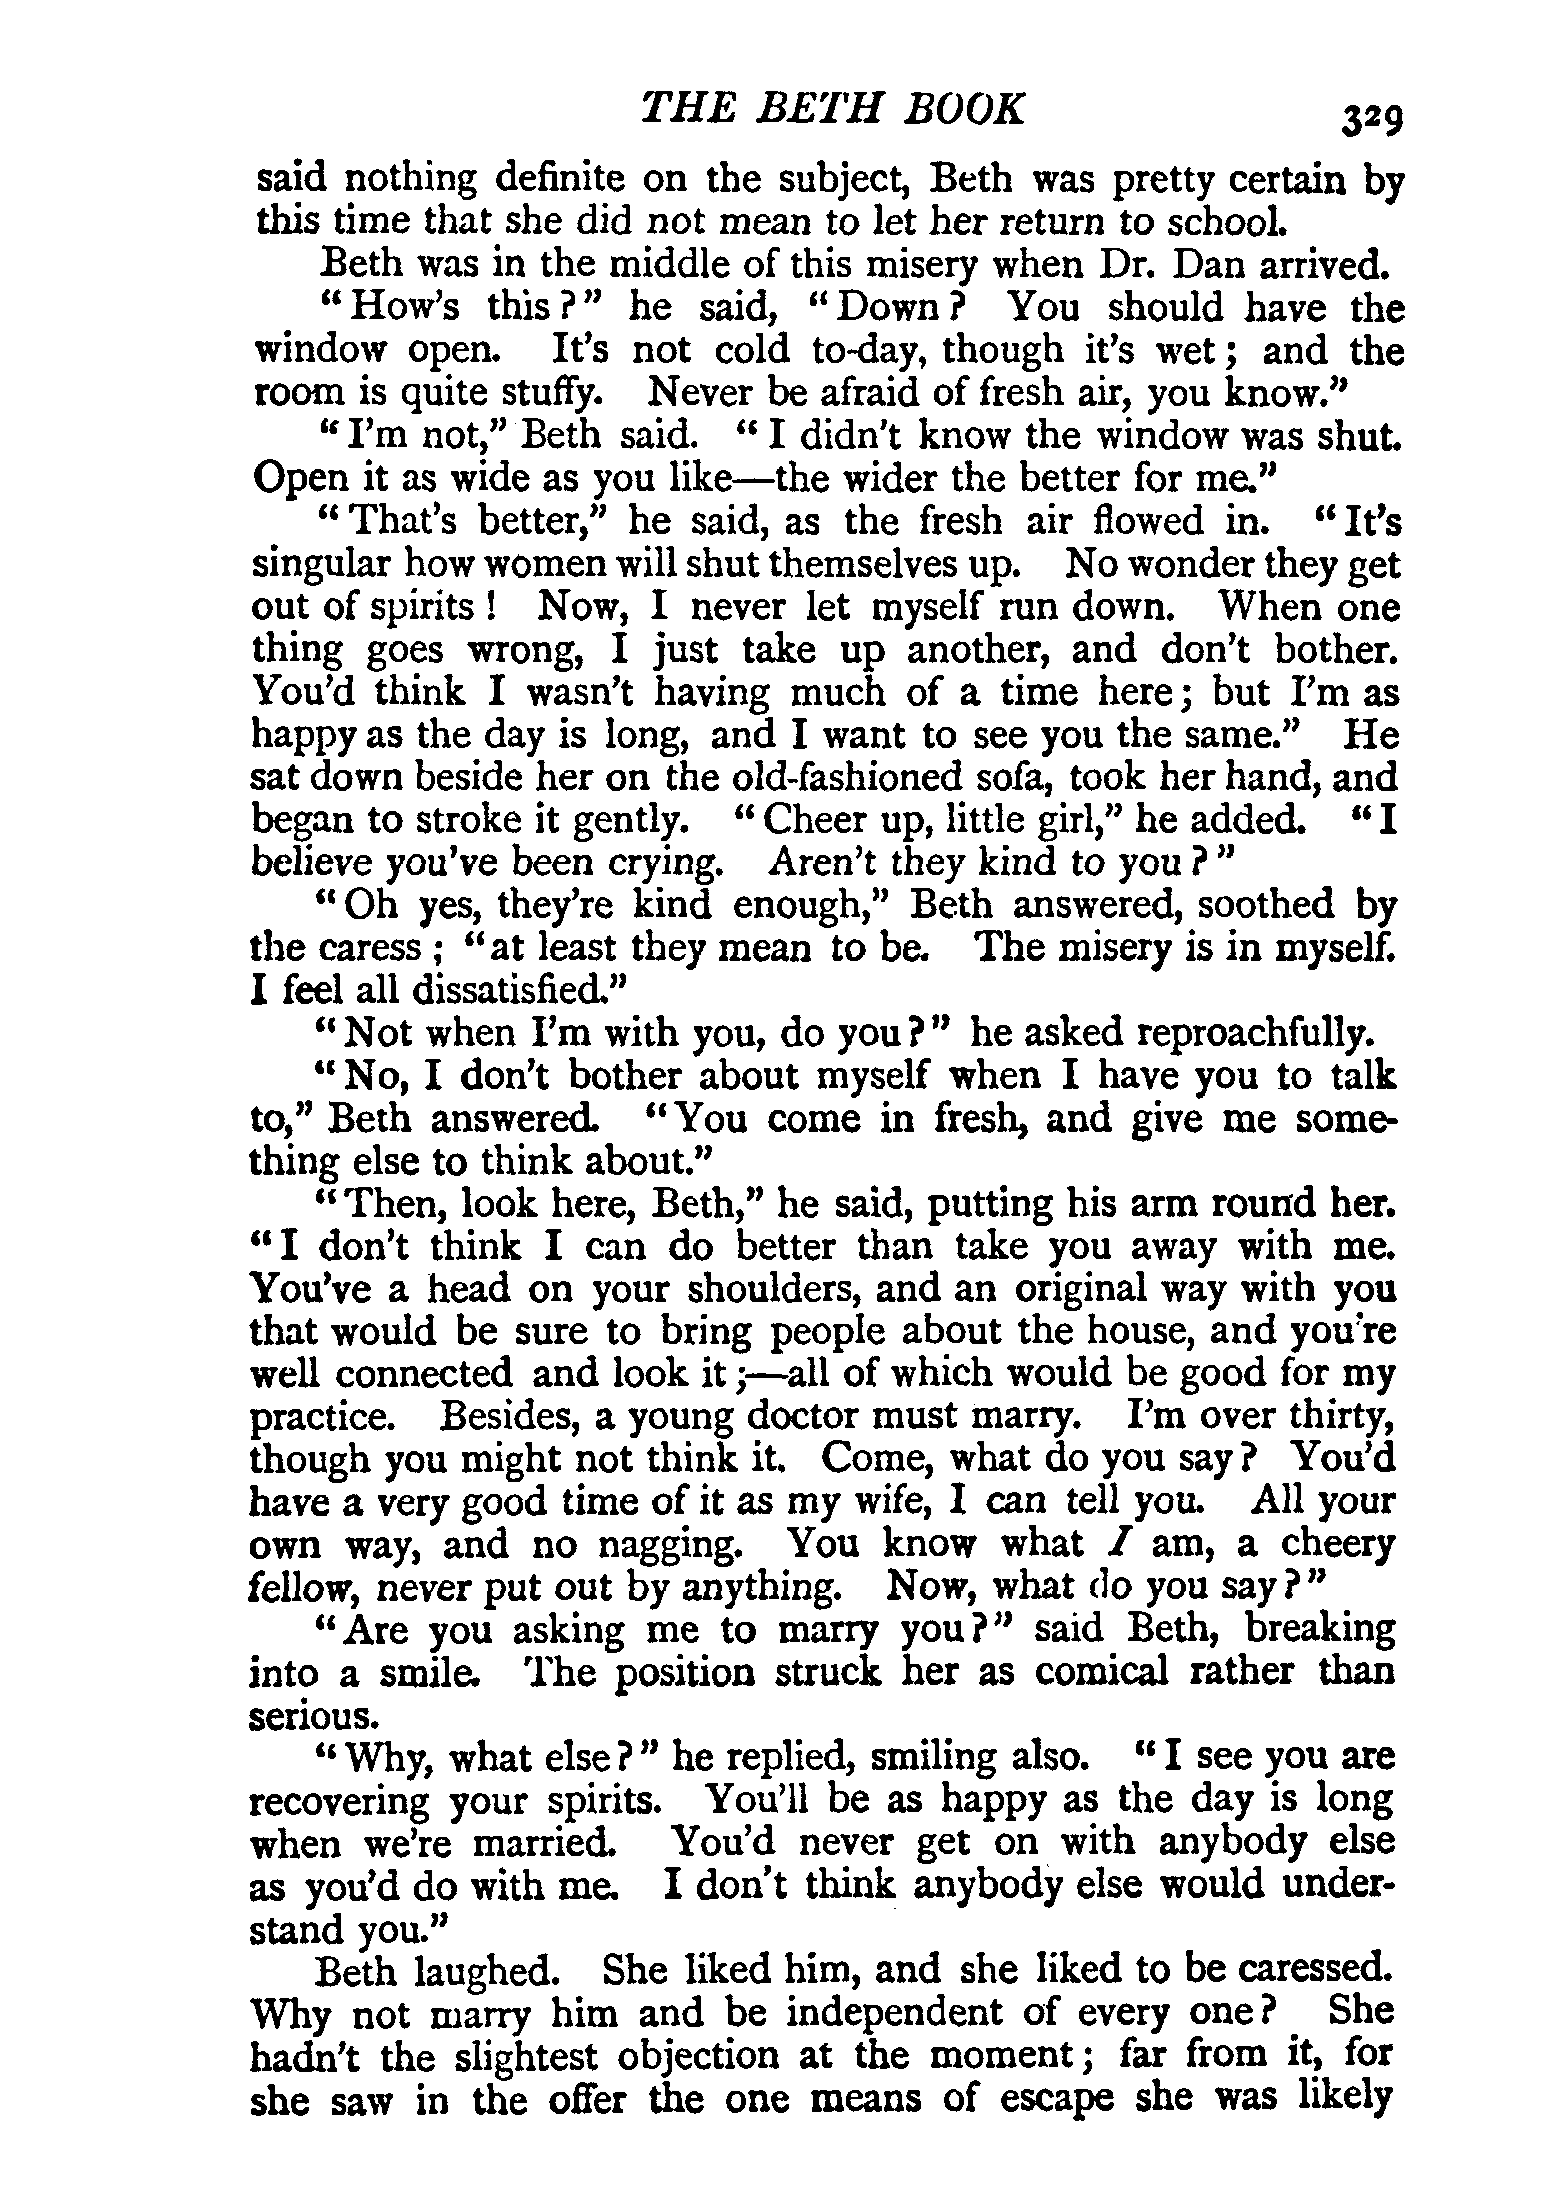 THE BETH BOOK 329
said nothing definite on the subject, Beth was pretty certain by
this time that she did not mean to let her return to school.
Beth was in the middle of this misery when Dr. Dan arrived.
“How's this?” he said, “Down? You should have the
window open. It's not cold to-day, though it's wet; and the
room is quite stuffy. Never be afraid of fresh air, you know.”
“I'm not,” Beth said. “I didn't know the window was shut.
Open it as wide as you like—the wider the better for me.”
“That's better,” he said, as the fresh air flowed in. “It's
singular how women will shut themselves up. No wonder they get
out of spirits! Now, I never let myself run down. When one
thing goes wrong, I just take up another, and don't bother.
You'd think I wasn't having much of a time here; but I'm as
happy as the day is long, and I want to see you the same.” He
sat down beside her on the old-fashioned sofa, took her hand, and
began to stroke it gently. “Cheer up, little girl,” he added. “I
believe you've been crying. Aren't they kind to you?”
“Oh yes, they're kind enough,” Beth answered, soothed by
the caress; “at least they mean to be. The misery is in myself.
I feel all dissatisfied.”
“Not when I'm with you, do you?” he asked reproachfully.
“No, I don't bother about myself when I have you to talk
to,” Beth answered. “You come in fresh, and give me some-
thing else to think about.”
“Then, look here, Beth,” he said, putting his arm round her.
“I don't think I can do better than take you away with me.
You've a head on your shoulders, and an original way with you
that would be sure to bring people about the house, and you're
well connected and look it;—all of which would be good for my
practice. Besides, a young doctor must marry. I'm over thirty,
though you might not think it. Come, what do you say? You'd
have a very good time of it as my wife, I can tell you. All your
own way, and no nagging. You know what I am, a cheery
fellow, never put out by anything. Now, what do you say?”
“Are you asking me to marry you?” said Beth, breaking
into a smile. The position struck her as comical rather than
serious.
“Why, what else?” he replied, smiling also. “I see you are
recovering your spirits. You'll be as happy as the day is long
when we're married. You'd never get on with anybody else
as you'd do with me. I don't think anybody else would under-
stand you.”
Beth laughed. She liked him, and she liked to be caressed.
Why not marry him and be independent of every one? She
hadn't the slightest objection at the moment; far from it, for
she saw in the offer the one means of escape she was likely